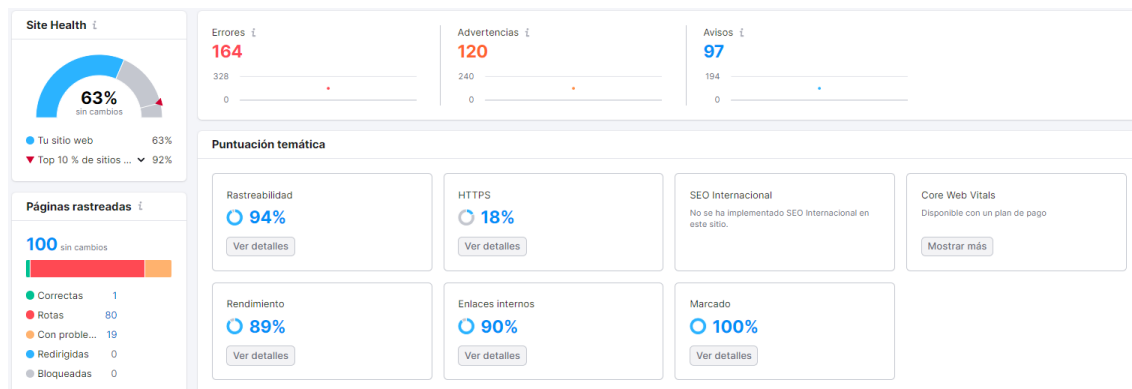 Site Health i
63%
sin cambios
Tu sitio web 63%
Top 10 % de sitios ... 92%
Errores i
164
328
0
Advertencias i
120
240
0
Avisos i
97
194
0
Páginas rastreadas i
100 sin cambios
Correctas 1
Rotas 80
Con proble... 19
Redirigidas 0
Bloqueadas 0
Puntuación temática
Rastreabilidad
94%
Ver detalles
HTTPS
18%
Ver detalles
SEO Internacional
No se ha implementado SEO Internacional en
este sitio.
Core Web Vitals
Disponible con un plan de pago
Mostrar más
Rendimiento
89%
Ver detalles
Enlaces internos
90%
Ver detalles
Marcado
100%
Ver detalles